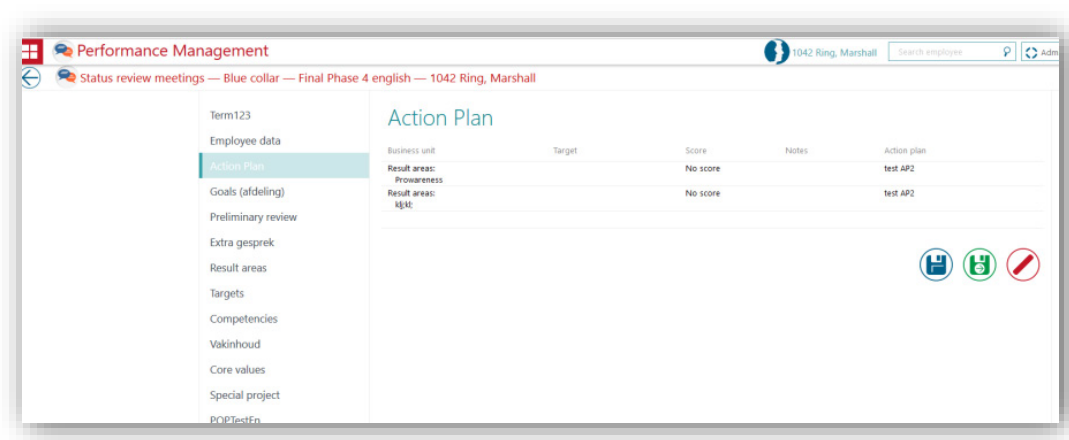 Performance Management
1042 Ring, Marshall
Search employee
Adm
Status review meetings — Blue collar — Final Phase 4 english — 1042 Ring, Marshall
Term123
Employee data
Action Plan
Goals (afdeling)
Preliminary review
Extra gesprek
Result areas
Targets
Competencies
Vakinhoud
Core values
Special project
POPTestEn
Action Plan
Business unit Target Score Notes Action plan
Result areas: No score test AP2
Prowareness
Result areas: No score test AP2